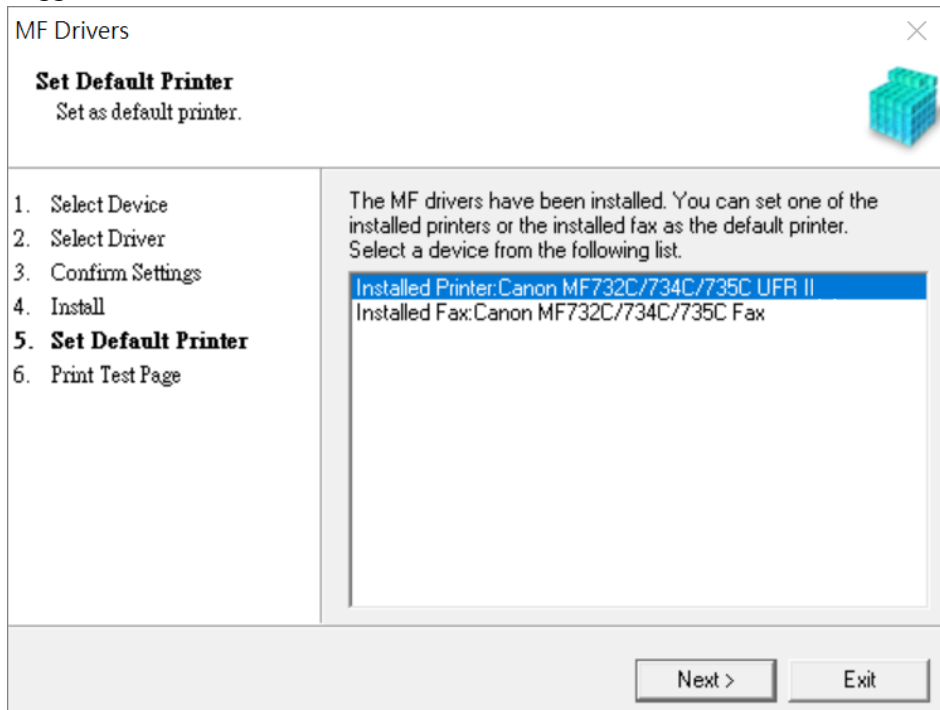 MF Drivers
Set Default Printer
Set as default printer.
1. Select Device
2. Select Driver
3. Confirm Settings
4. Install
5. Set Default Printer
6. Print Test Page
The MF drivers have been installed. You can set one of the
installed printers or the installed fax as the default printer.
Select a device from the following list.
Installed Printer:Canon MF732C/734C/735C UFR II
Installed Fax:Canon MF732C/734C/735C Fax
Next >
Exit